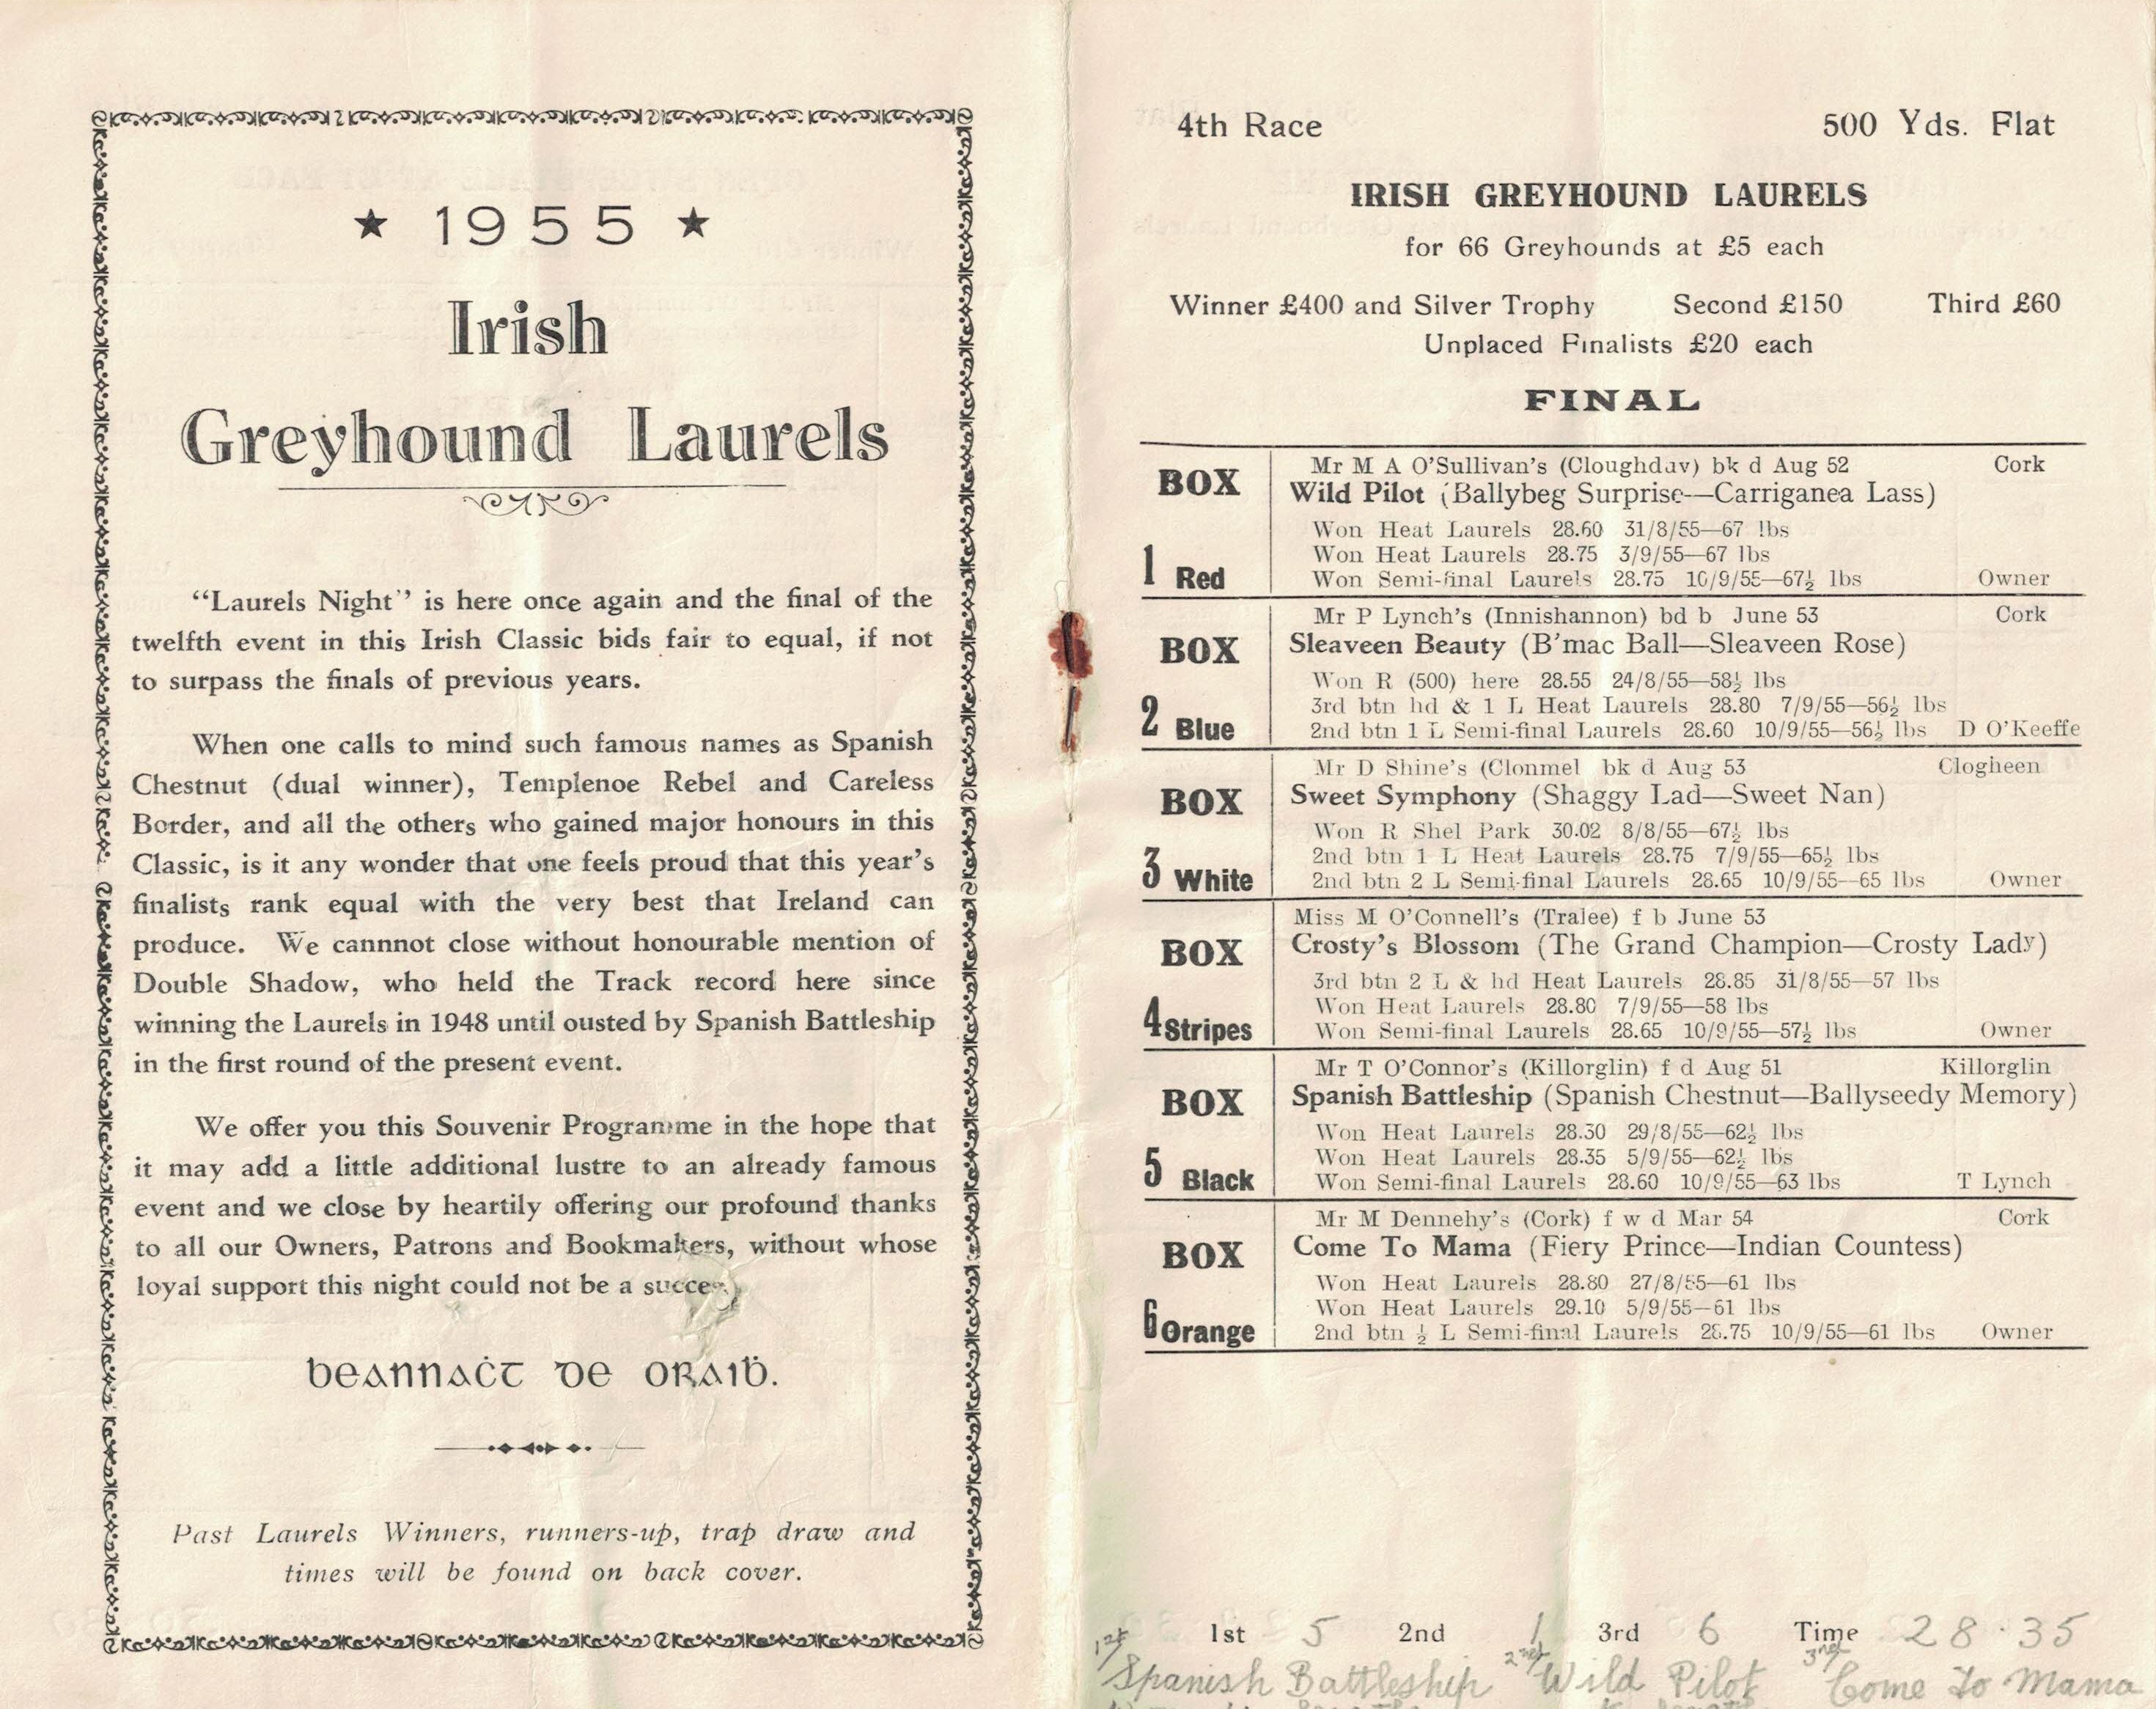 ★ 1955 ★
Irish
Greyhound Laurels
"Laurels Night" is here once again and the final of the
twelfth event in this Irish Classic bids fair to equal, if not
to surpass the finals of previous years.
When one calls to mind such famous names as Spanish
Chestnut (dual winner), Templenoe Rebel and Careless
Border, and all the others who gained major honours in this
Classic, is it any wonder that one feels proud that this year's
finalists rank equal with the very best that Ireland can
produce. We cannnot close without honourable mention of
Double Shadow, who held the Track record here since
winning the Laurels in 1948 until ousted by Spanish Battleship
in the first round of the present event.
We offer you this Souvenir Programme in the hope that
it may add a little additional lustre to an already famous
event and we close by heartily offering our profound thanks
to all our Owners, Patrons and Bookmakers, without whose
loyal support this night could not be a succes
beannaċt de oraiḃ.
Past Laurels Winners, runners-up, trap draw and
times will be found on back cover.
4th Race 500 Yds. Flat
IRISH GREYHOUND LAURELS
for 66 Greyhounds at £5 each
Winner £400 and Silver Trophy Second £150 Third £60
Unplaced Finalists £20 each
FINAL
BOX 1 Red
Mr M A O'Sullivan's (Cloughduv) bk d Aug 52 Cork
Wild Pilot (Ballybeg Surprise—Carriganea Lass)
Won Heat Laurels 28.60 31/8/55—67 lbs
Won Heat Laurels 28.75 3/9/55—67 lbs
Won Semi-final Laurels 28.75 10/9/55—67½ lbs Owner
BOX 2 Blue
Mr P Lynch's (Innishannon) bd b June 53 Cork
Sleaveen Beauty (B'mac Ball—Sleaveen Rose)
Won R (500) here 28.55 24/8/55—58½ lbs
3rd btn hd & 1 L Heat Laurels 28.80 7/9/55—56½ lbs
2nd btn 1 L Semi-final Laurels 28.60 10/9/55—56½ lbs D O'Keeffe
BOX 3 White
Mr D Shine's (Clonmel bk d Aug 53 Clogheen
Sweet Symphony (Shaggy Lad—Sweet Nan)
Won R Shel Park 30.02 8/8/55—67½ lbs
2nd btn 1 L Heat Laurels 28.75 7/9/55—65½ lbs
2nd btn 2 L Semi-final Laurels 28.65 10/9/55—65 lbs Owner
BOX 4 Stripes
Miss M O'Connell's (Tralee) f b June 53
Crosty's Blossom (The Grand Champion—Crosty Lady)
3rd btn 2 L & hd Heat Laurels 28.85 31/8/55—57 lbs
Won Heat Laurels 28.80 7/9/55—58 lbs
Won Semi-final Laurels 28.65 10/9/55—57½ lbs Owner
BOX 5 Black
Mr T O'Connor's (Killorglin) f d Aug 51 Killorglin
Spanish Battleship (Spanish Chestnut—Ballyseedy Memory)
Won Heat Laurels 28.30 29/8/55—62½ lbs
Won Heat Laurels 28.35 5/9/55—62½ lbs
Won Semi-final Laurels 28.60 10/9/55—63 lbs T Lynch
BOX 6 Orange
Mr M Dennehy's (Cork) f w d Mar 54 Cork
Come To Mama (Fiery Prince—Indian Countess)
Won Heat Laurels 28.80 27/8/55—61 lbs
Won Heat Laurels 29.10 5/9/55—61 lbs
2nd btn ½ L Semi-final Laurels 28.75 10/9/55—61 lbs Owner
1st 5 2nd 1 3rd 6 Time 28.35
1st Spanish Battleship 2nd Wild Pilot 3rd Come To Mama